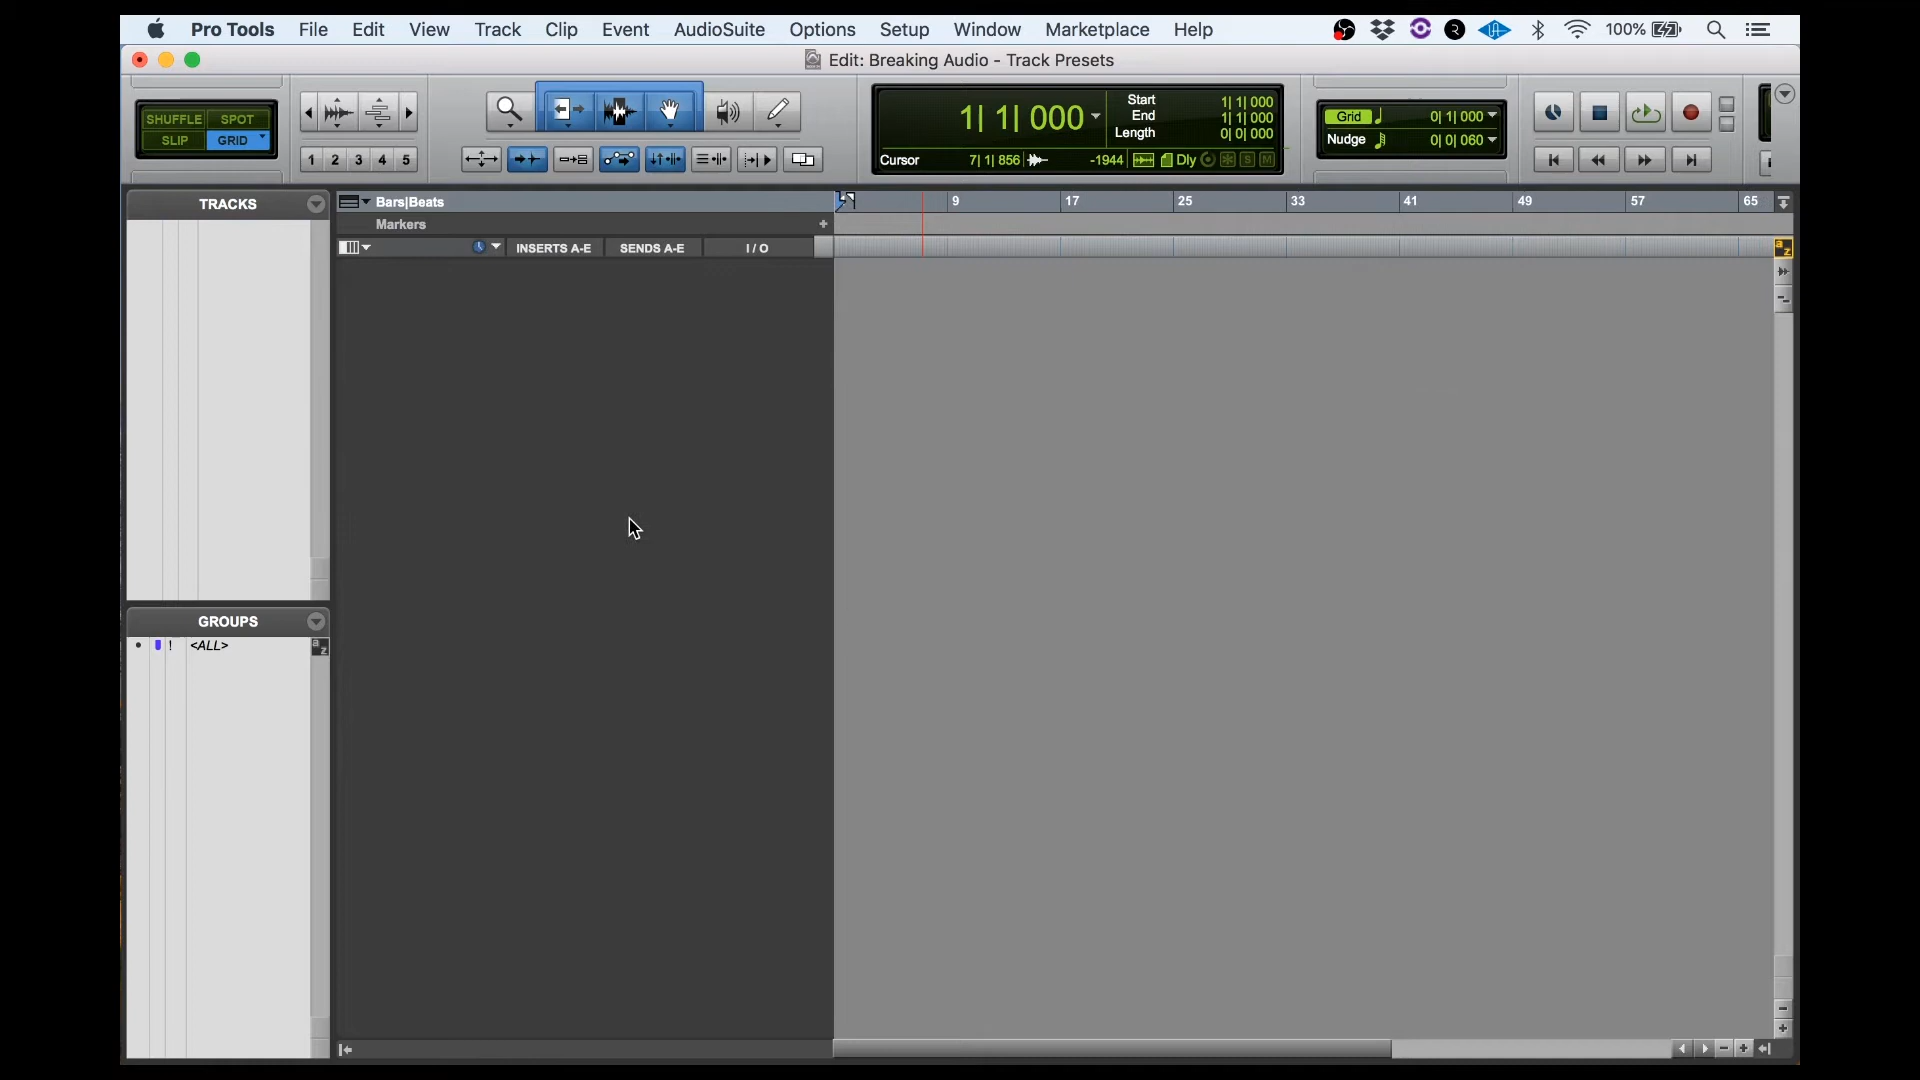 Pro Tools File Edit View Track Clip Event AudioSuite Options Setup Window Marketplace Help R 100%
Edit: Breaking Audio - Track Presets
SHUFFLE SPOT
SLIP GRID
1 2 3 4 5
1| 1| 000
Start 1| 1| 000
End 1| 1| 000
Length 0| 0| 000
Cursor 7| 1| 856 -1944 Dly S M
Grid 0| 1| 000
Nudge 0| 0| 060
TRACKS
Bars|Beats 9 17 25 33 41 49 57 65
Markers +
INSERTS A-E SENDS A-E I / O
a z
GROUPS
! <ALL> a z